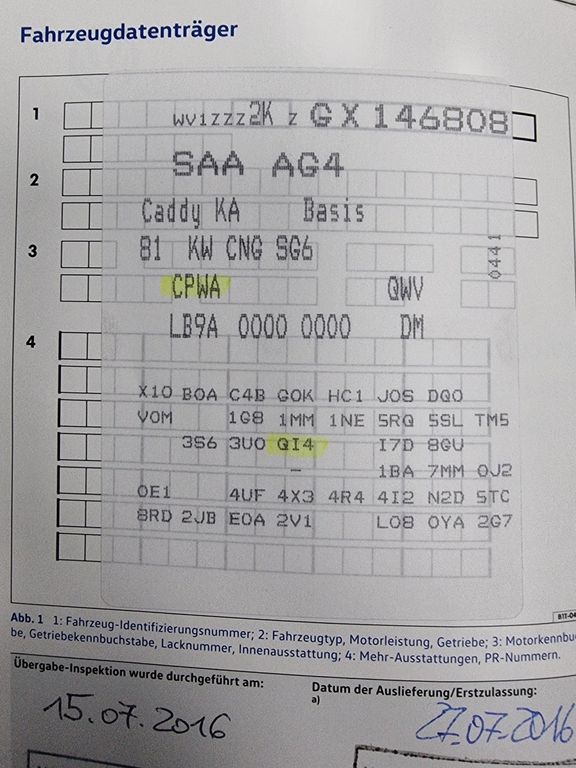 Fahrzeugdatenträger
1 WV1ZZZ2K Z GX146808
SAA AG4
2
Caddy KA Basis
3 81 KW CNG SG6 0441
CPWA QWV
LB9A 0000 0000 DM
4
X10 B0A C4B G0K HC1 J0S DQ0
V0M 1G8 1MM 1NE 5RQ 5SL TM5
3S6 3U0 QI4 I7D 8GU
- 1BA 7MM 0J2
0E1 4UF 4X3 4R4 4I2 N2D 5TC
8RD 2JB E0A 2V1 L08 0YA 2G7
Abb. 1 1: Fahrzeug-Identifizierungsnummer; 2: Fahrzeugtyp, Motorleistung, Getriebe; 3: Motorkennbu
be, Getriebekennbuchstabe, Lacknummer, Innenausstattung; 4: Mehr-Ausstattungen, PR-Nummern.
Übergabe-Inspektion wurde durchgeführt am:
Datum der Auslieferung/Erstzulassung:
a)
15.07.2016
27.07.2016